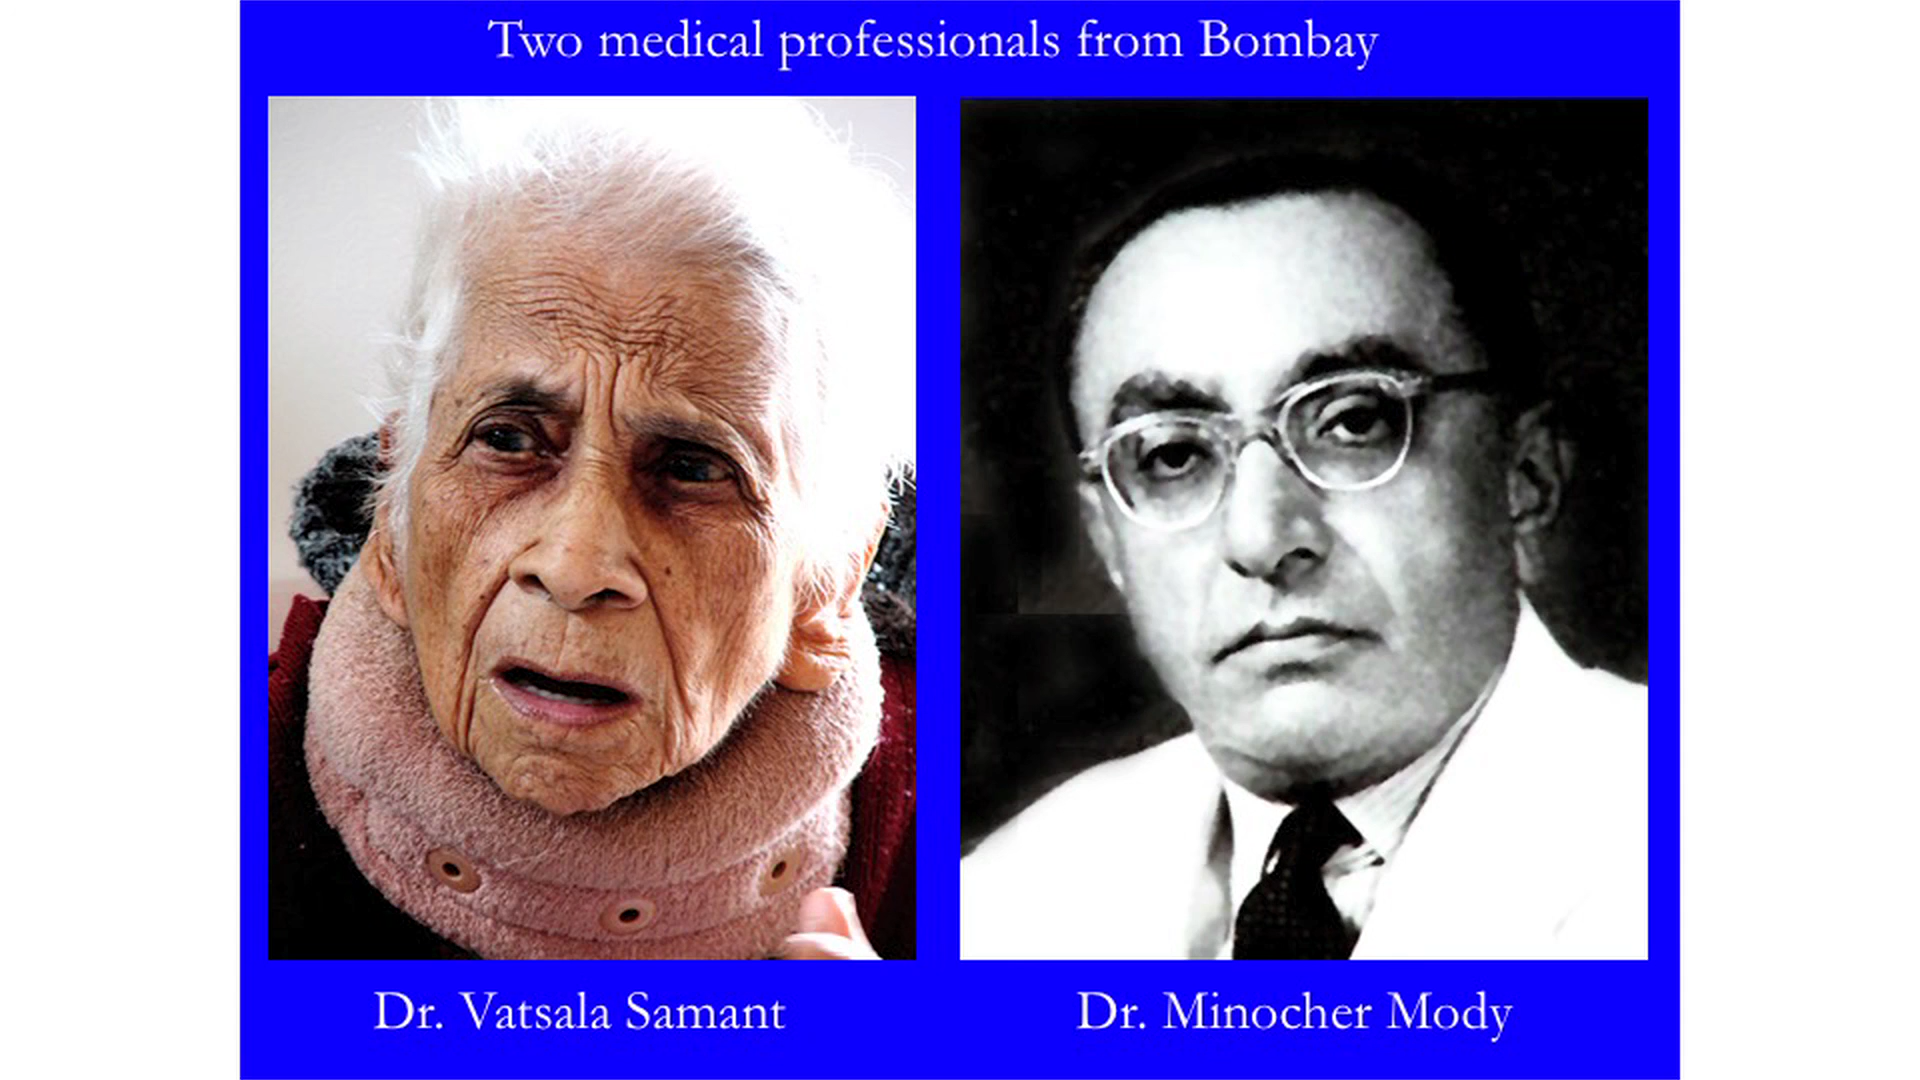 Two medical professionals from Bombay
Dr. Vatsala Samant
Dr. Minocher Mody